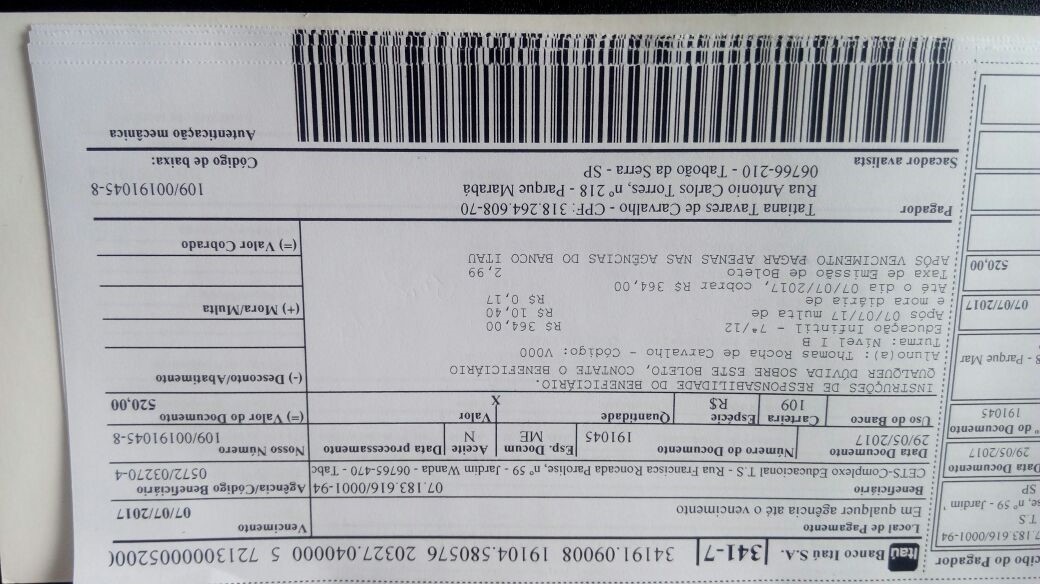 Itaú Banco Itaú S.A. 341-7 34191.09008 19104.580576 20327.040000 5 7213000005200(
Local de Pagamento
Em qualquer agência até o vencimento
Vencimento
07/07/2017
Beneficiário
07.183.616/0001-94
CETS-Complexo Educacional T.S - Rua Francisca Roncada Parolise, nº 59 - Jardim Wanda - 06765-470 - Tabc
Agência/Código Beneficiário
0572/03270-4
Data Documento
29/05/2017
Número do Documento
191045
Esp. Docum
ME
Aceite
N
Data processamento
Nosso Número
109/00191045-8
Uso do Banco
Carteira
109
Espécie
R$
Quantidade
Valor
X
(=) Valor do Documento
520,00
INSTRUÇÕES DE RESPONSABILIDADE DO BENEFICIÁRIO.
QUALQUER DÚVIDA SOBRE ESTE BOLETO, CONTATE O BENEFICIÁRIO
Aluno(a): Thomas Rocha de Carvalho - Código: V00V
Turma: Nível I B
Educação Infintil - 7ª/12 R$ 364,00
Após 07/07/17 multa de R$ 10,40
e mora diária de R$ 0,17
Até o dia 07/07/2017, cobrar R$ 364,00
Taxa de Emissão de Boleto 2,99
APÓS VENCIMENTO PAGAR APENAS NAS AGÊNCIAS DO BANCO ITAU
(-) Desconto/Abatimento
(+) Mora/Multa
(=) Valor Cobrado
Pagador
Tatiana Tavares de Carvalho - CPF: 318.264.608-70
Rua Antonio Carlos Torres, nº 218 - Parque Marabá
06766-210 - Taboão da Serra - SP
Sacador avalista
Código de baixa:
109/00191045-8
Autenticação mecânica
cibo do Pagador
7.183.616/0001-94
T.S
se, nº 59 - Jardim
SP
Data Documento
29/05/2017
º do Documento
191045
8 - Parque Mar
07/07/2017
520,00